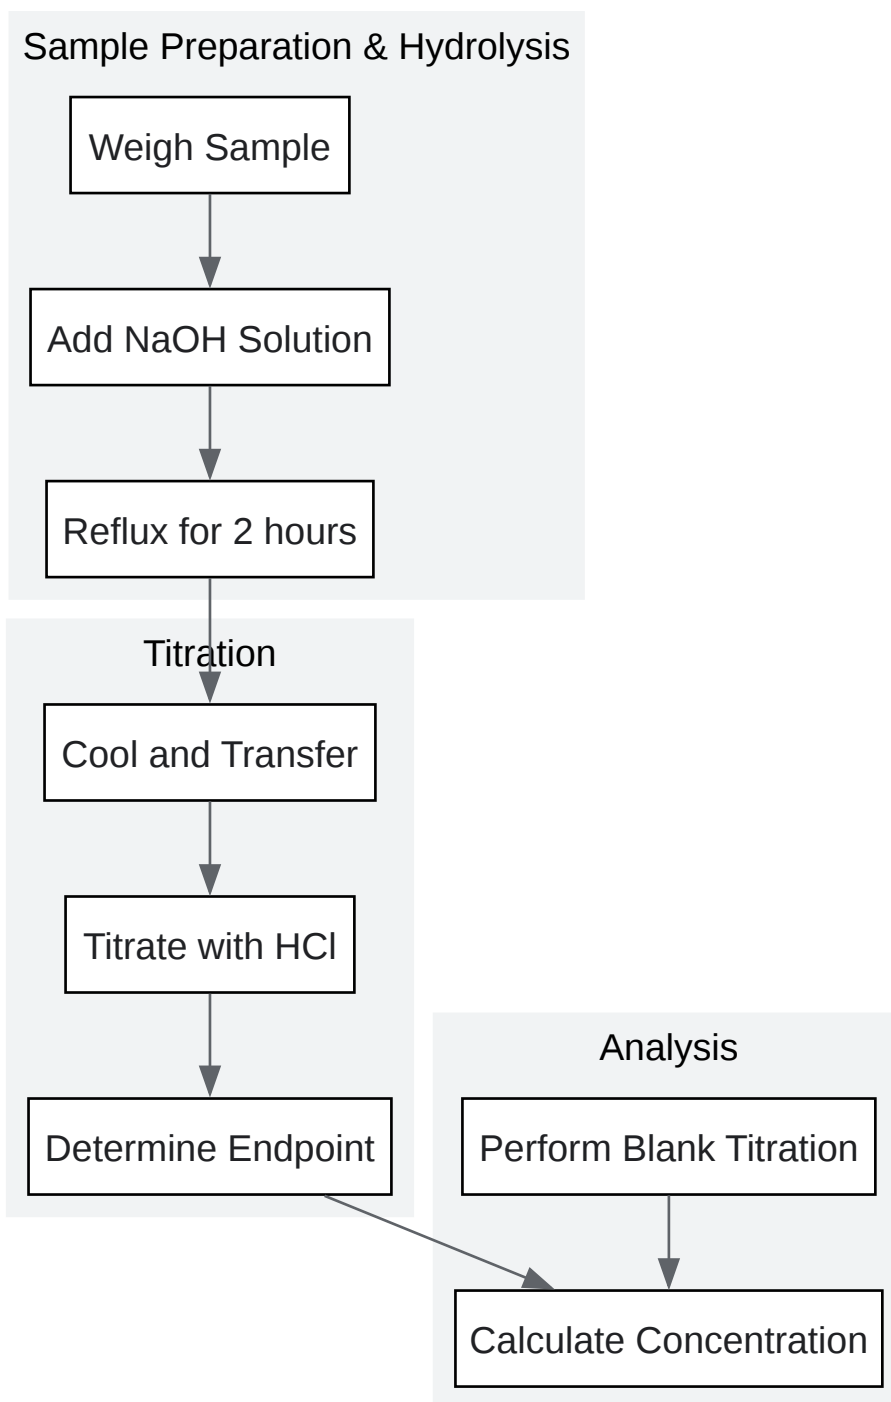 Sample Preparation & Hydrolysis
Weigh Sample
Add NaOH Solution
Reflux for 2 hours
Titration
Cool and Transfer
Titrate with HCl
Determine Endpoint
Analysis
Perform Blank Titration
Calculate Concentration